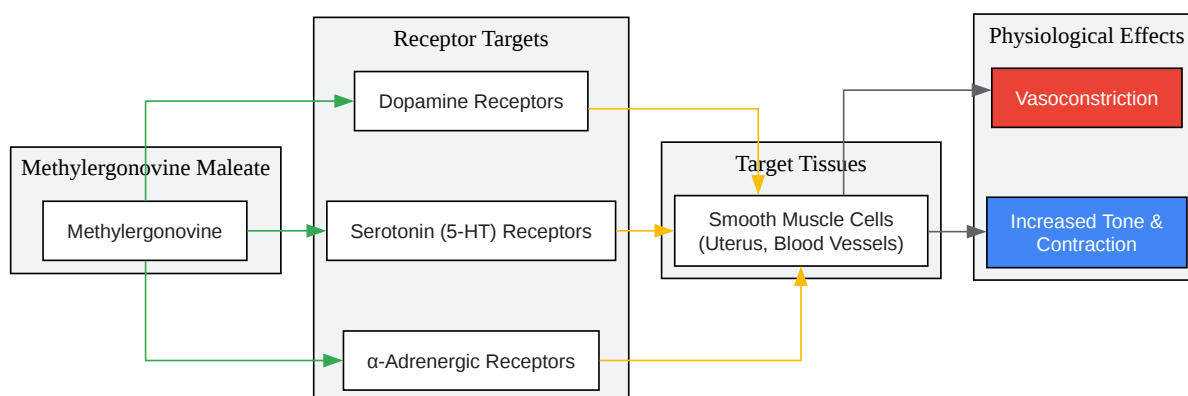 Methylergonovine Maleate
Methylergonovine
Receptor Targets
Dopamine Receptors
Serotonin (5-HT) Receptors
α-Adrenergic Receptors
Target Tissues
Smooth Muscle Cells
(Uterus, Blood Vessels)
Physiological Effects
Vasoconstriction
Increased Tone &
Contraction